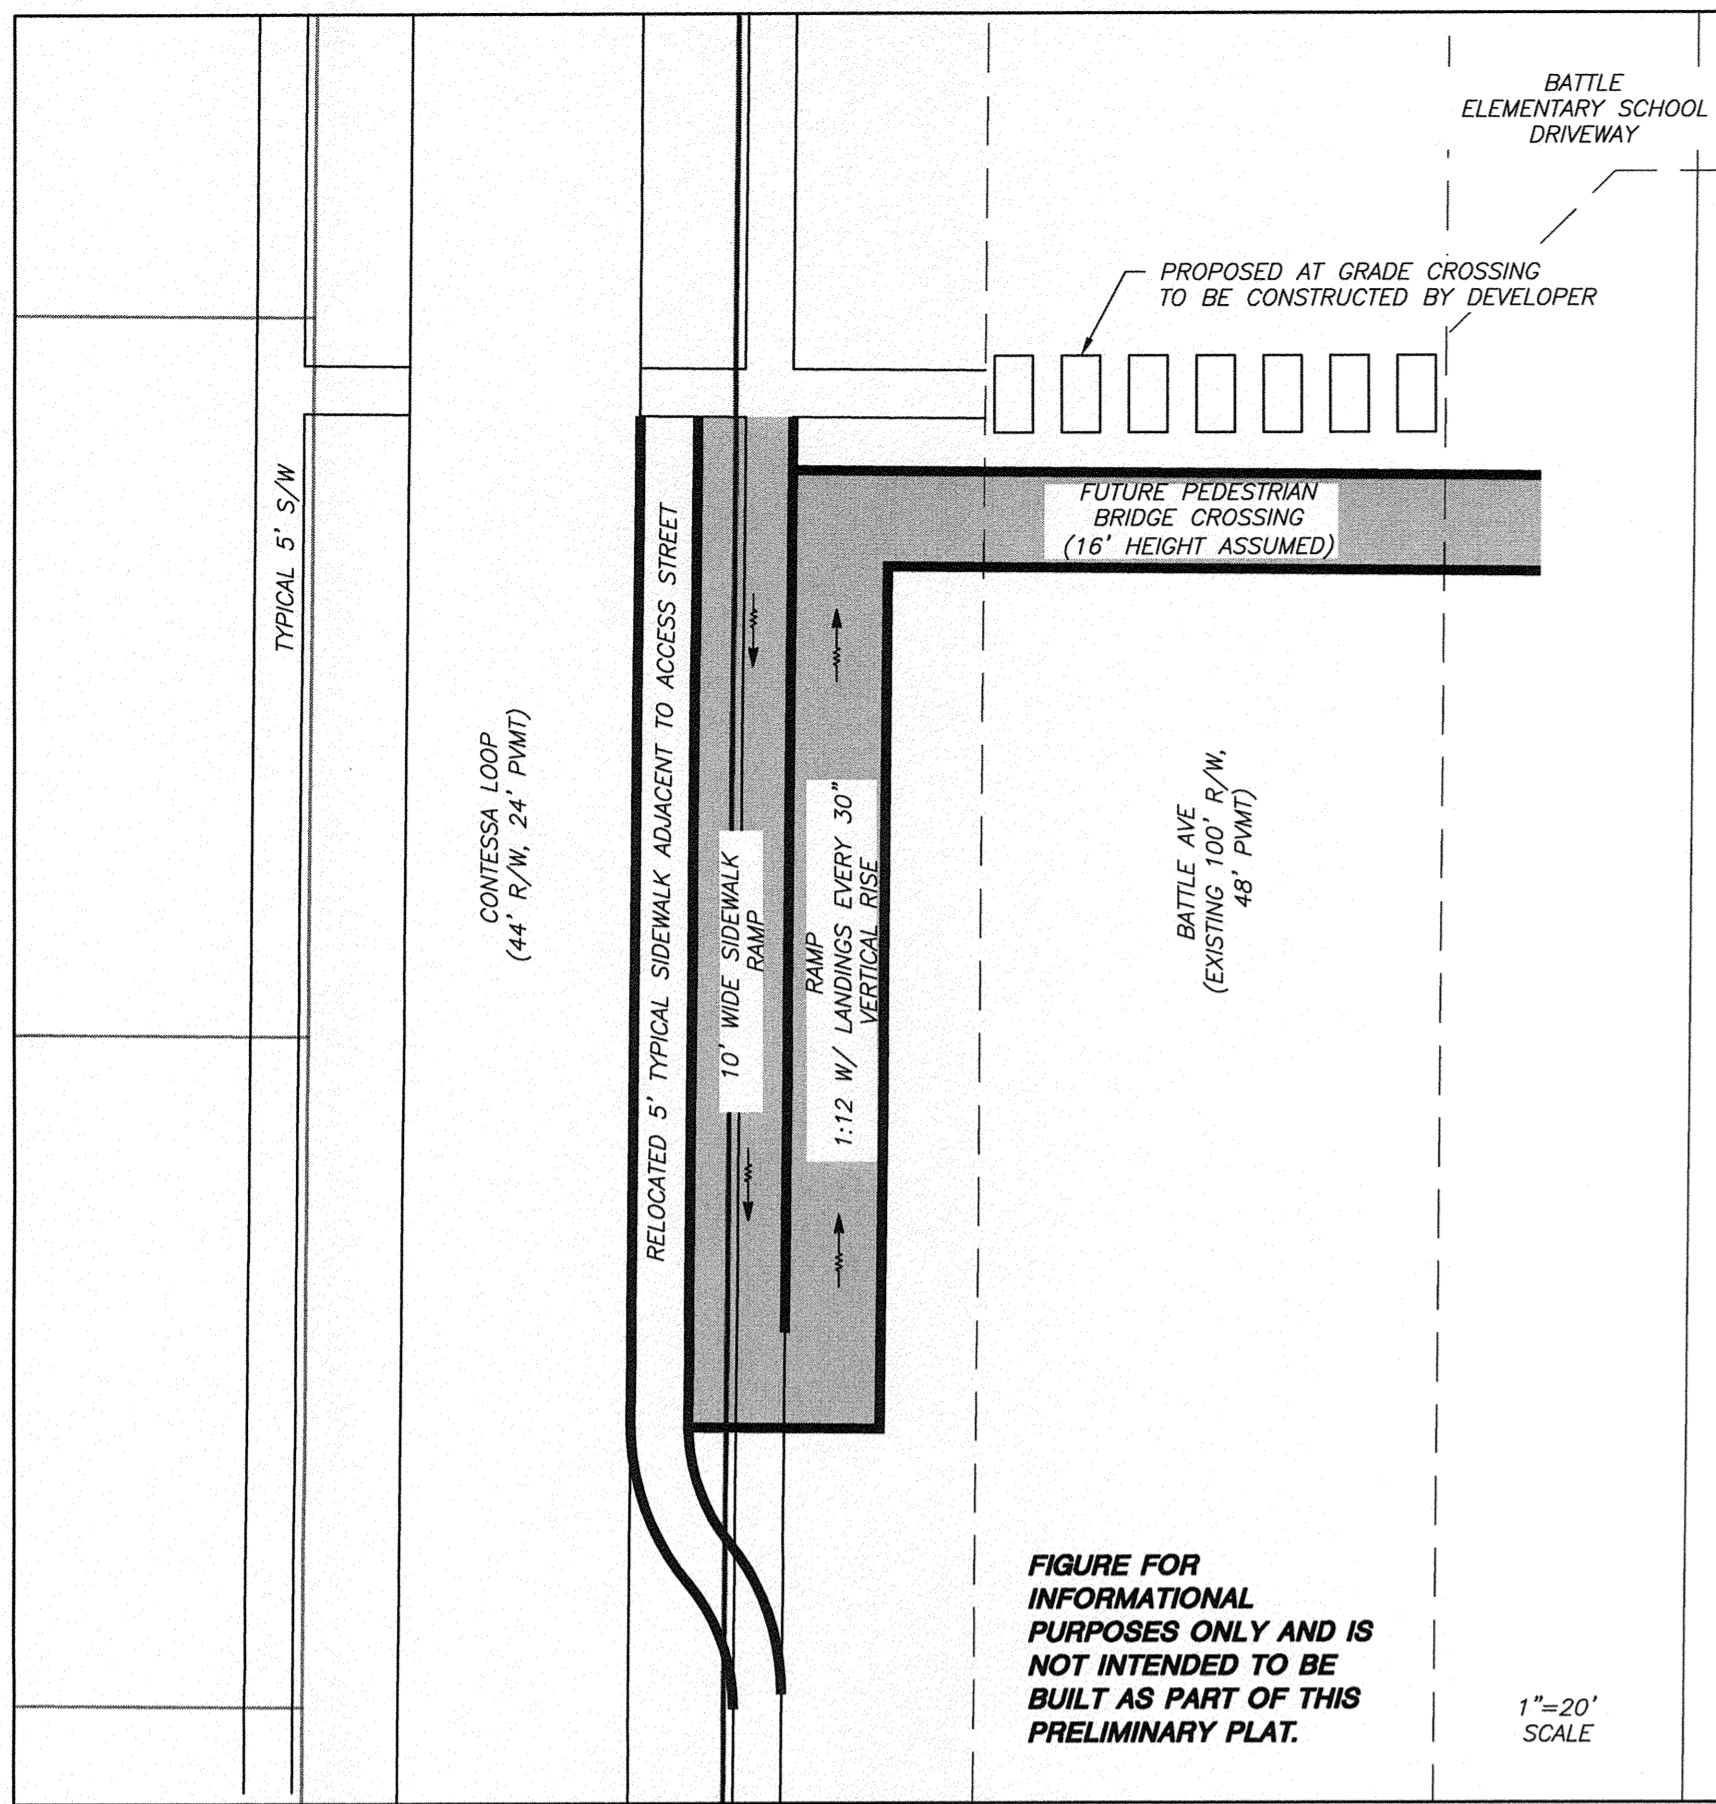 BATTLE
ELEMENTARY SCHOOL
DRIVEWAY
PROPOSED AT GRADE CROSSING
TO BE CONSTRUCTED BY DEVELOPER
FUTURE PEDESTRIAN
BRIDGE CROSSING
(16' HEIGHT ASSUMED)
TYPICAL 5' S/W
CONTESSA LOOP
(44' R/W, 24' PVMT)
RELOCATED 5' TYPICAL SIDEWALK ADJACENT TO ACCESS STREET
10' WIDE SIDEWALK
RAMP
RAMP
1:12 W/ LANDINGS EVERY 30"
VERTICAL RISE
BATTLE AVE
(EXISTING 100' R/W,
48' PVMT)
FIGURE FOR
INFORMATIONAL
PURPOSES ONLY AND IS
NOT INTENDED TO BE
BUILT AS PART OF THIS
PRELIMINARY PLAT.
1"=20'
SCALE